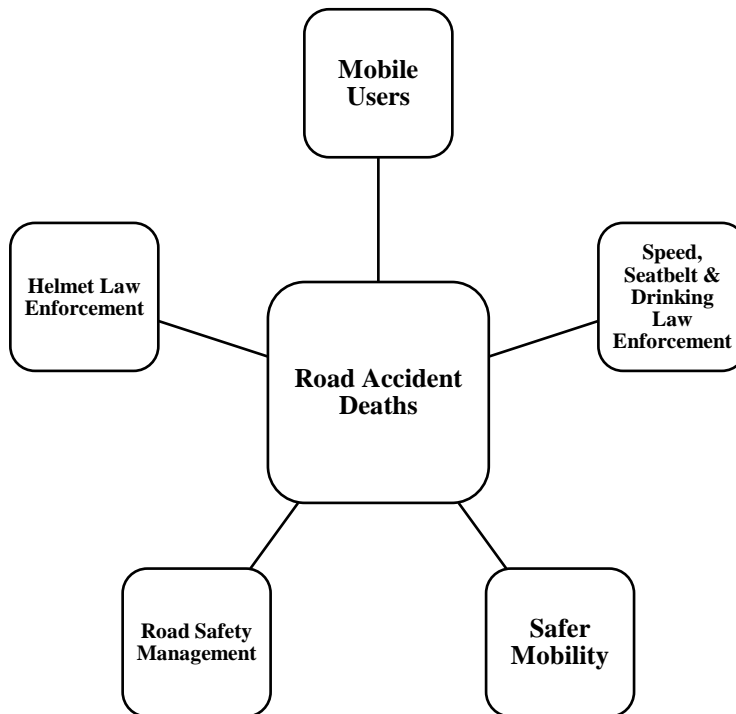 Mobile
Users
Helmet Law
Enforcement
Speed,
Seatbelt &
Drinking
Law
Enforcement
Road Accident
Deaths
Road Safety
Management
Safer
Mobility